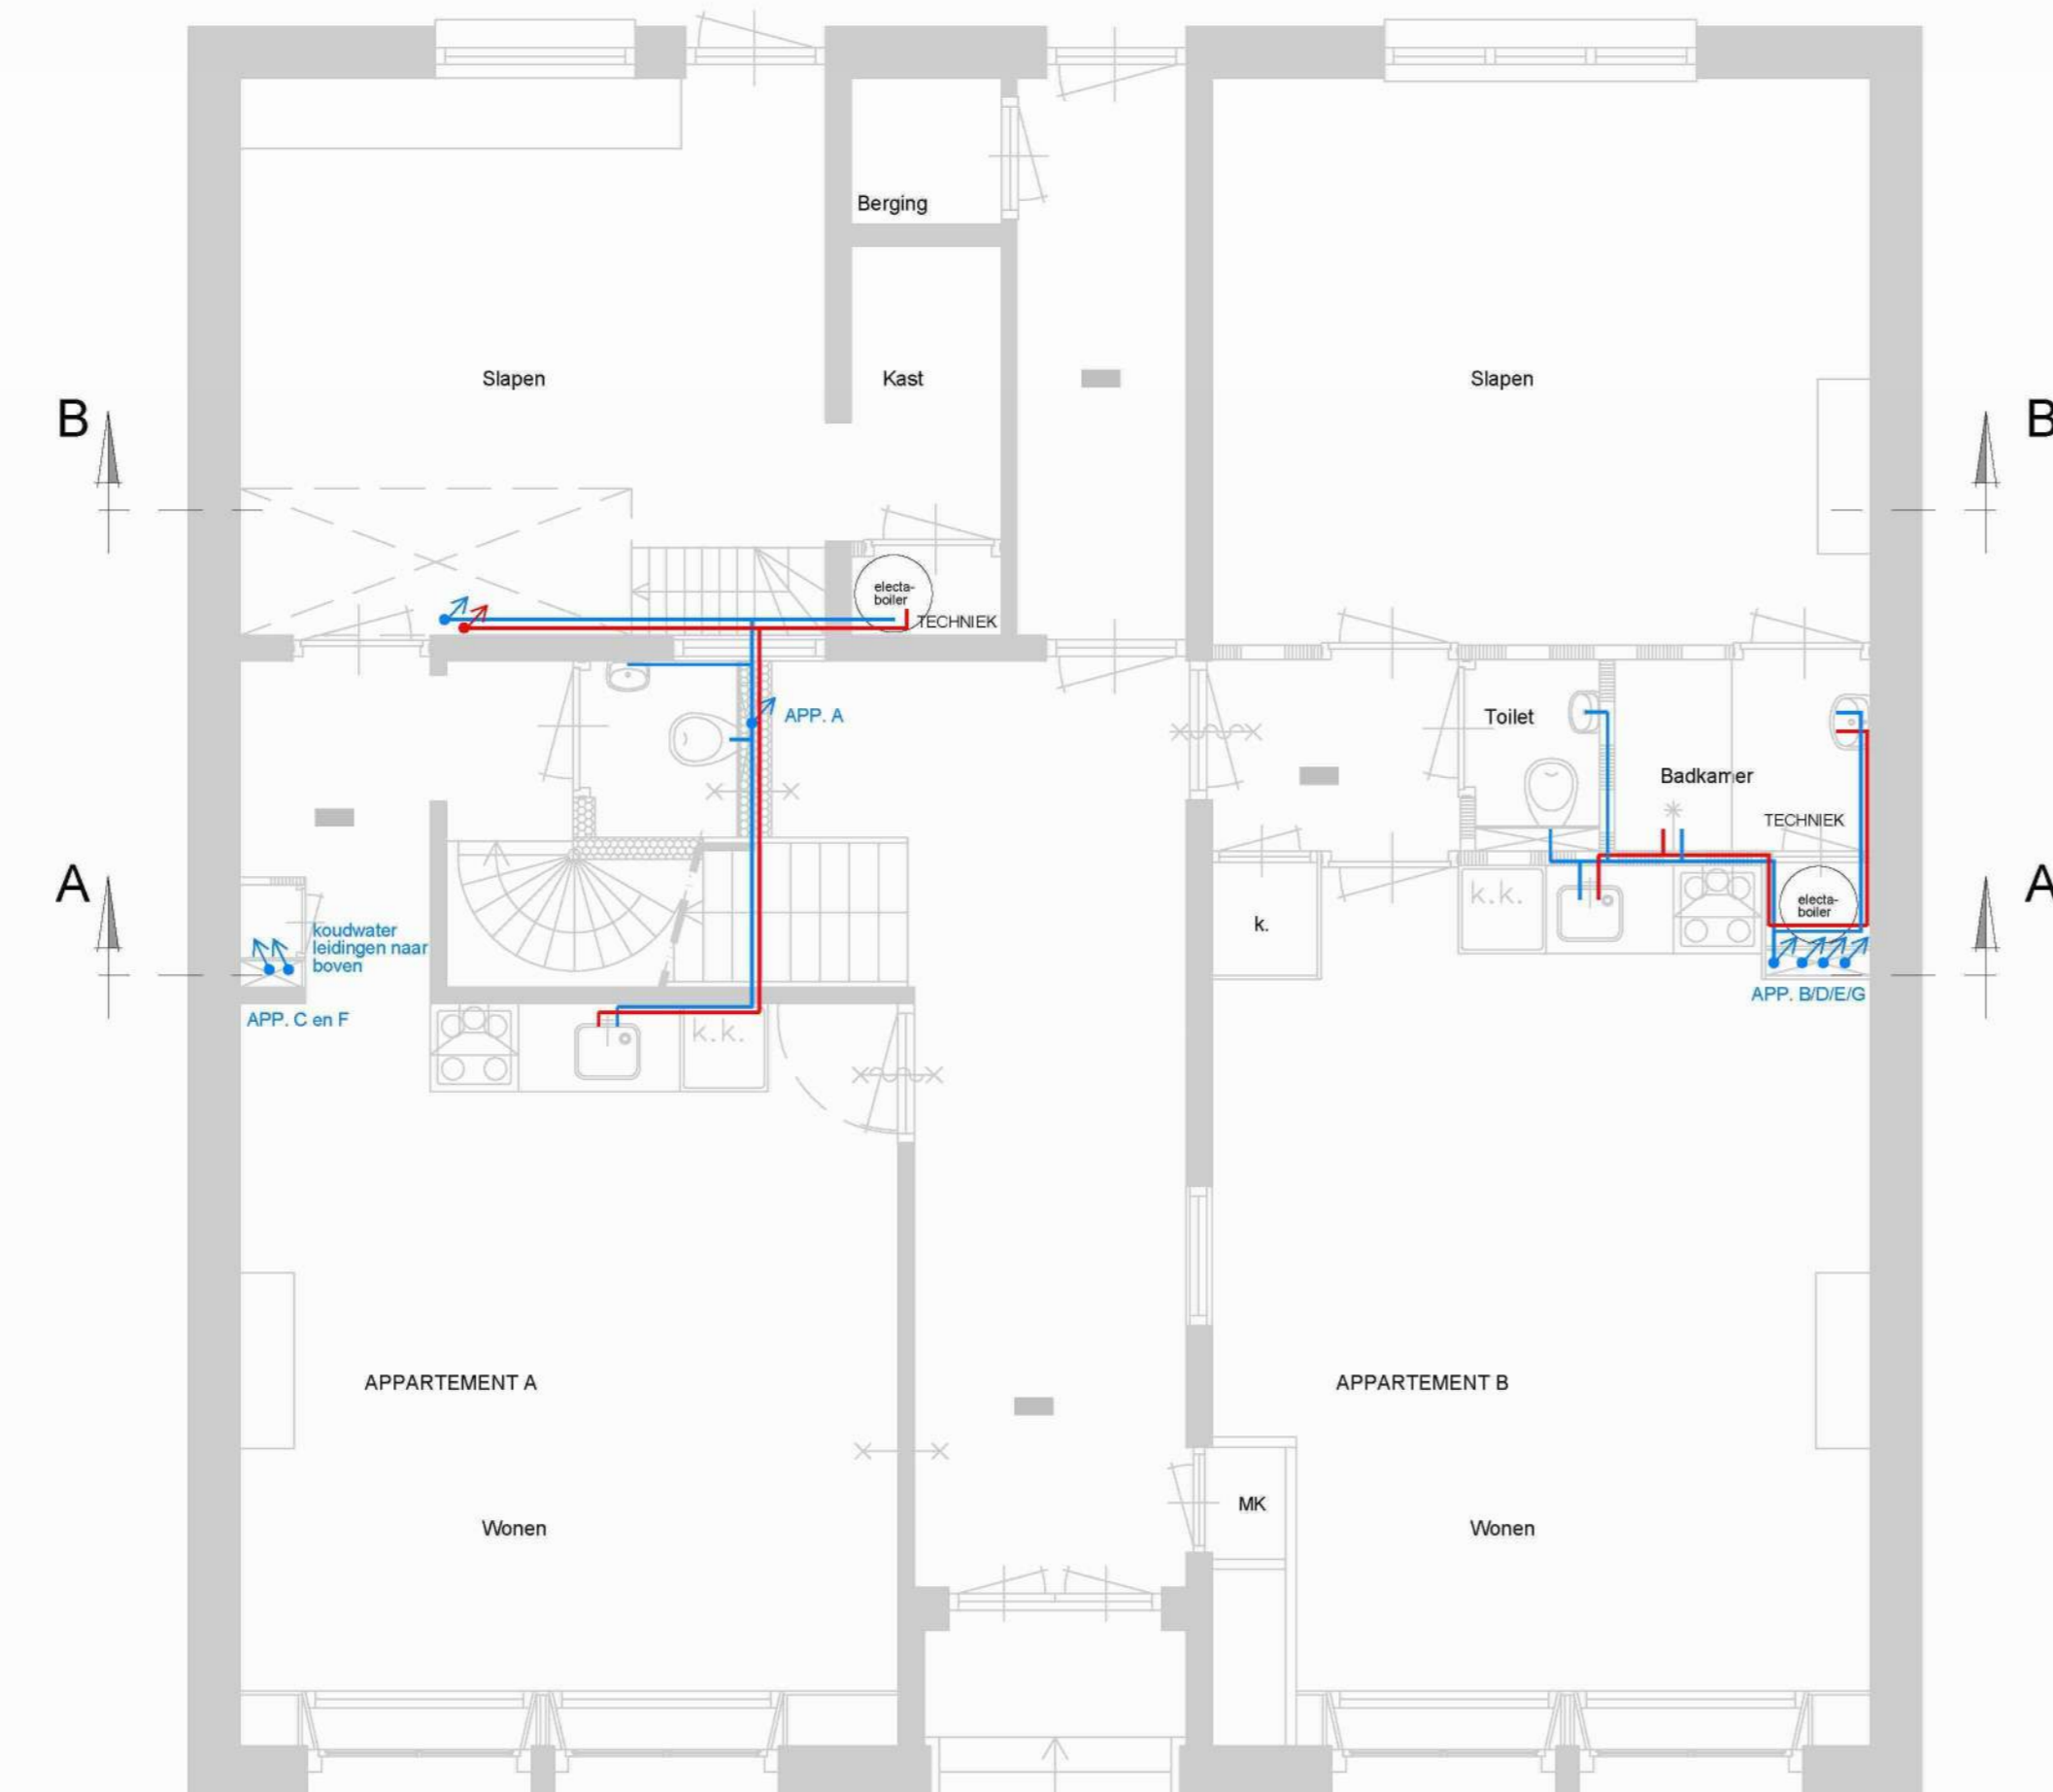 Berging
Slapen
Kast
Slapen
B
B
electa-
boiler
TECHNIEK
APP. A
Toilet
Badkamer
TECHNIEK
A
A
k.k.
electa-
boiler
k.
koudwater
leidingen naar
boven
APP. B/D/E/G
APP. C en F
k.k.
APPARTEMENT A
APPARTEMENT B
MK
Wonen
Wonen